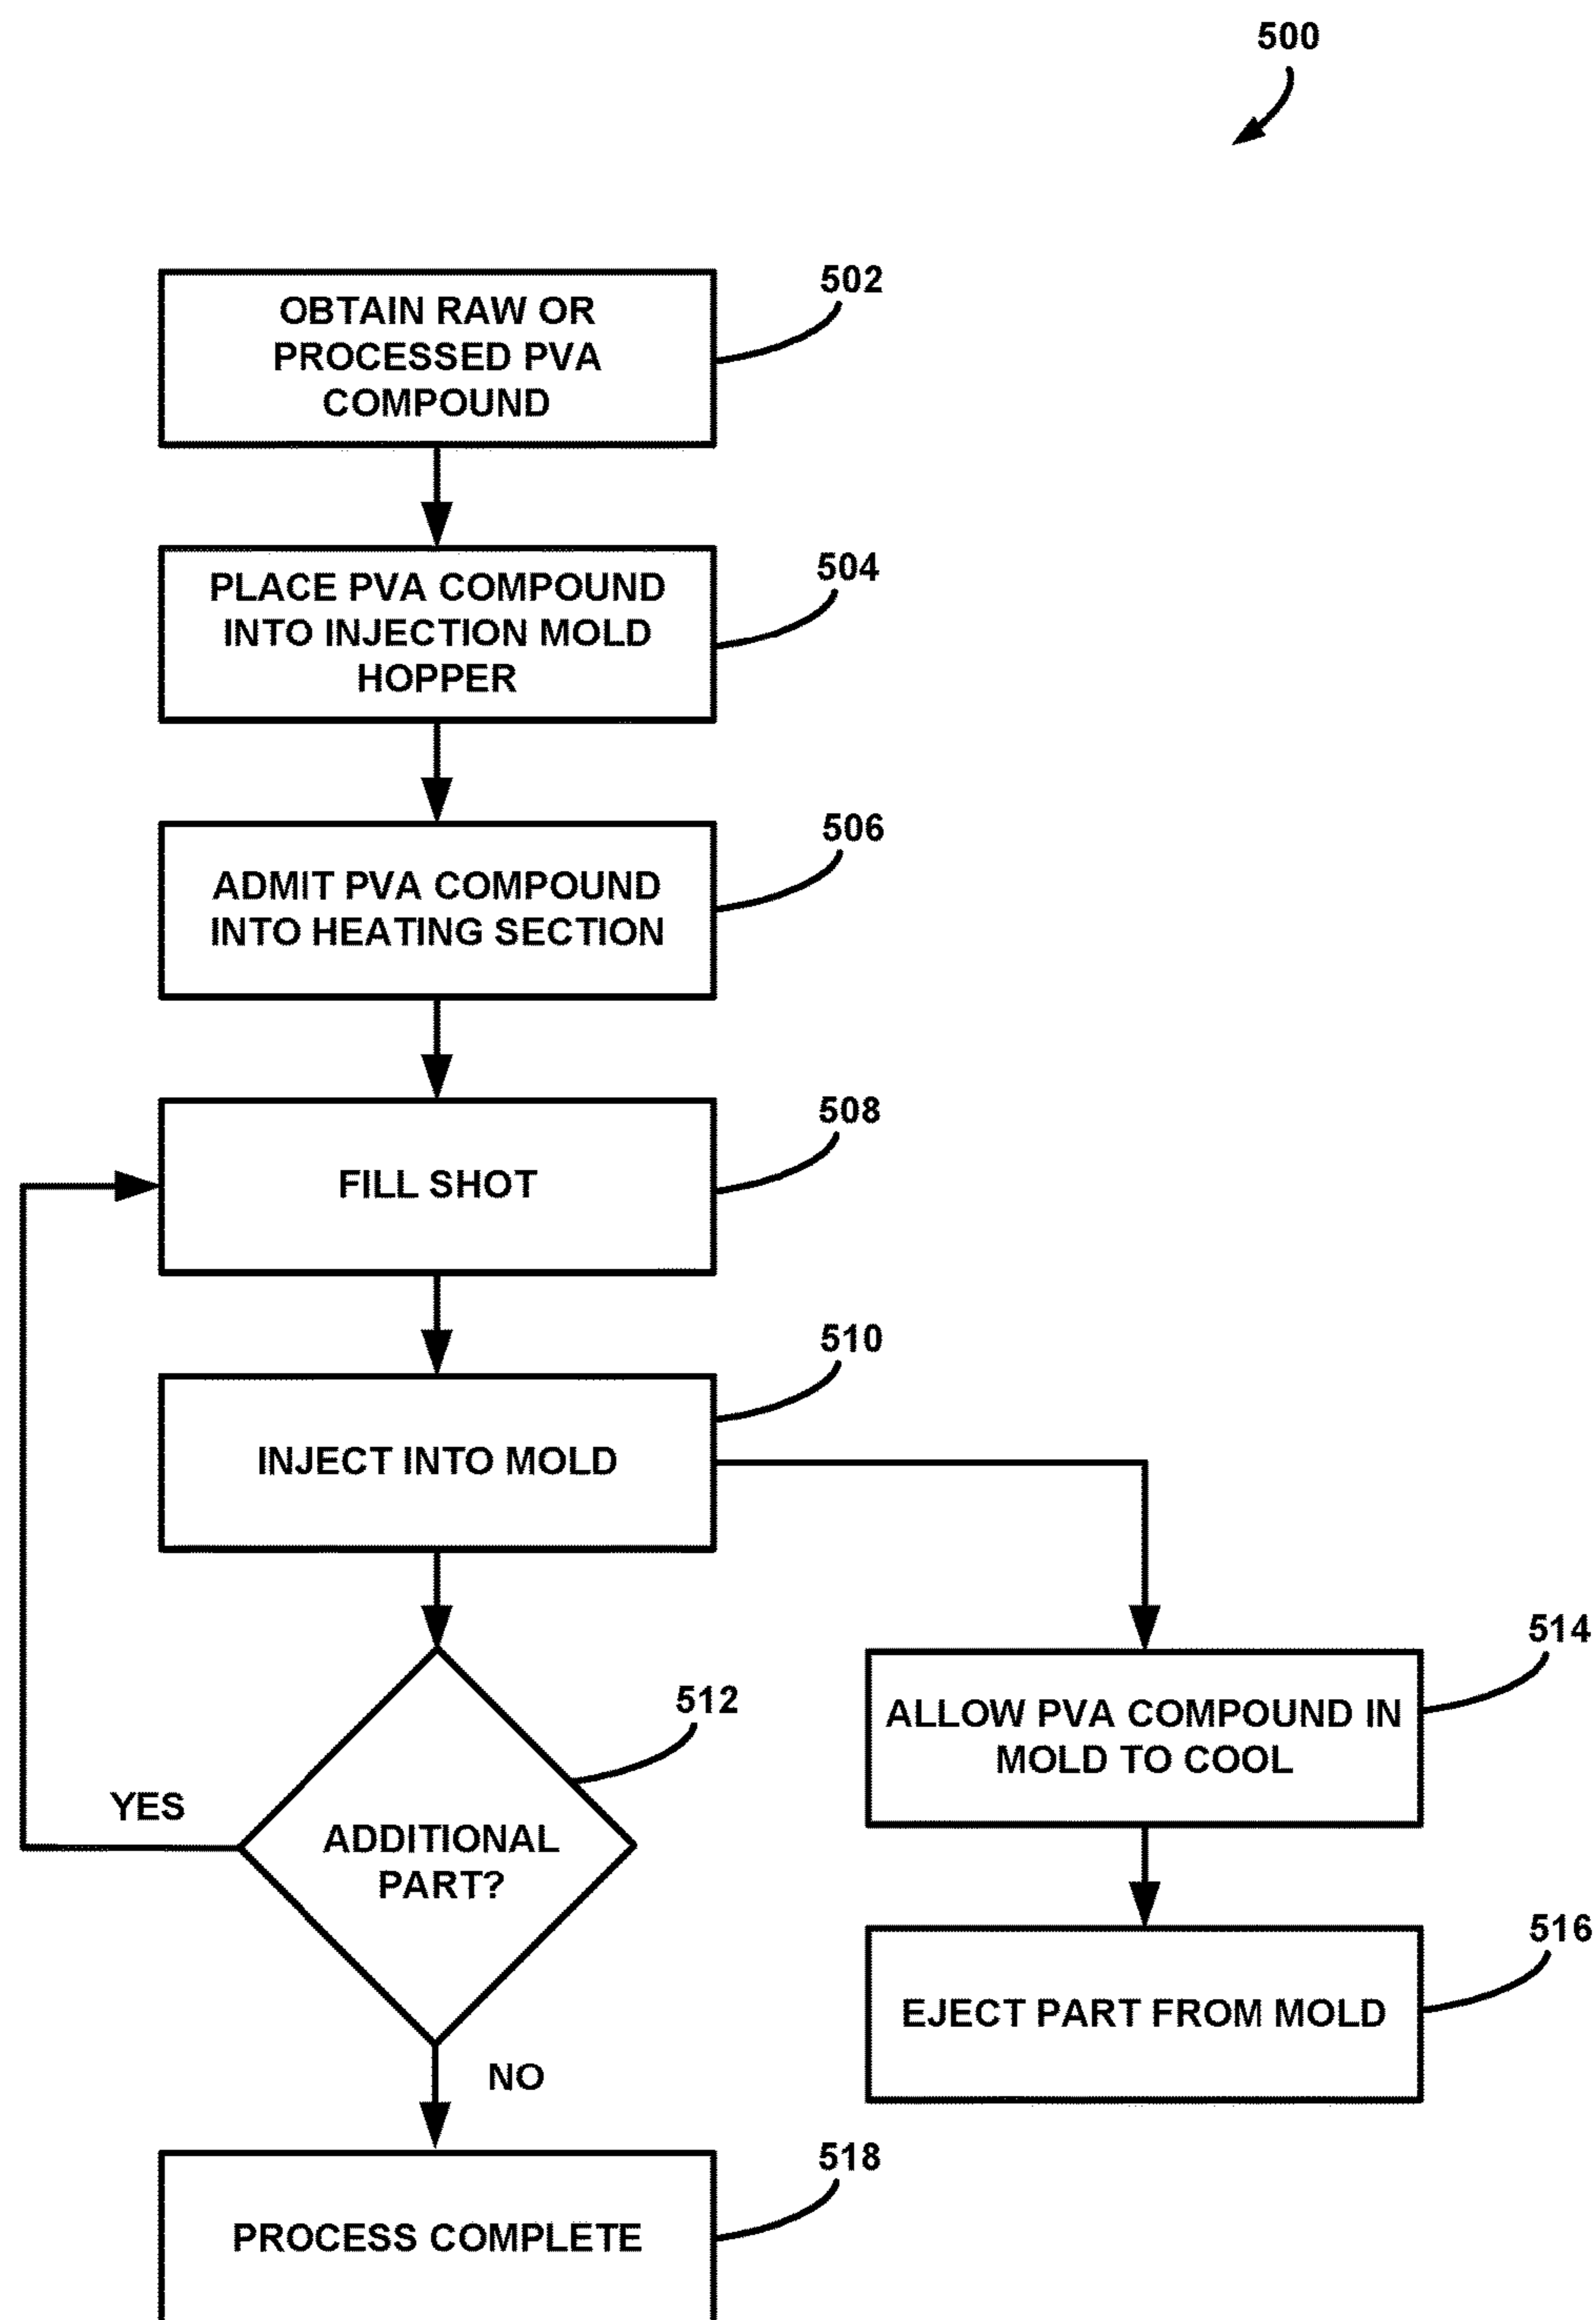 500
502
OBTAIN RAW OR
PROCESSED PVA
COMPOUND
504
PLACE PVA COMPOUND
INTO INJECTION MOLD
HOPPER
506
ADMIT PVA COMPOUND
INTO HEATING SECTION
508
FILL SHOT
510
INJECT INTO MOLD
512
ADDITIONAL
PART?
YES
NO
514
ALLOW PVA COMPOUND IN
MOLD TO COOL
516
EJECT PART FROM MOLD
518
PROCESS COMPLETE